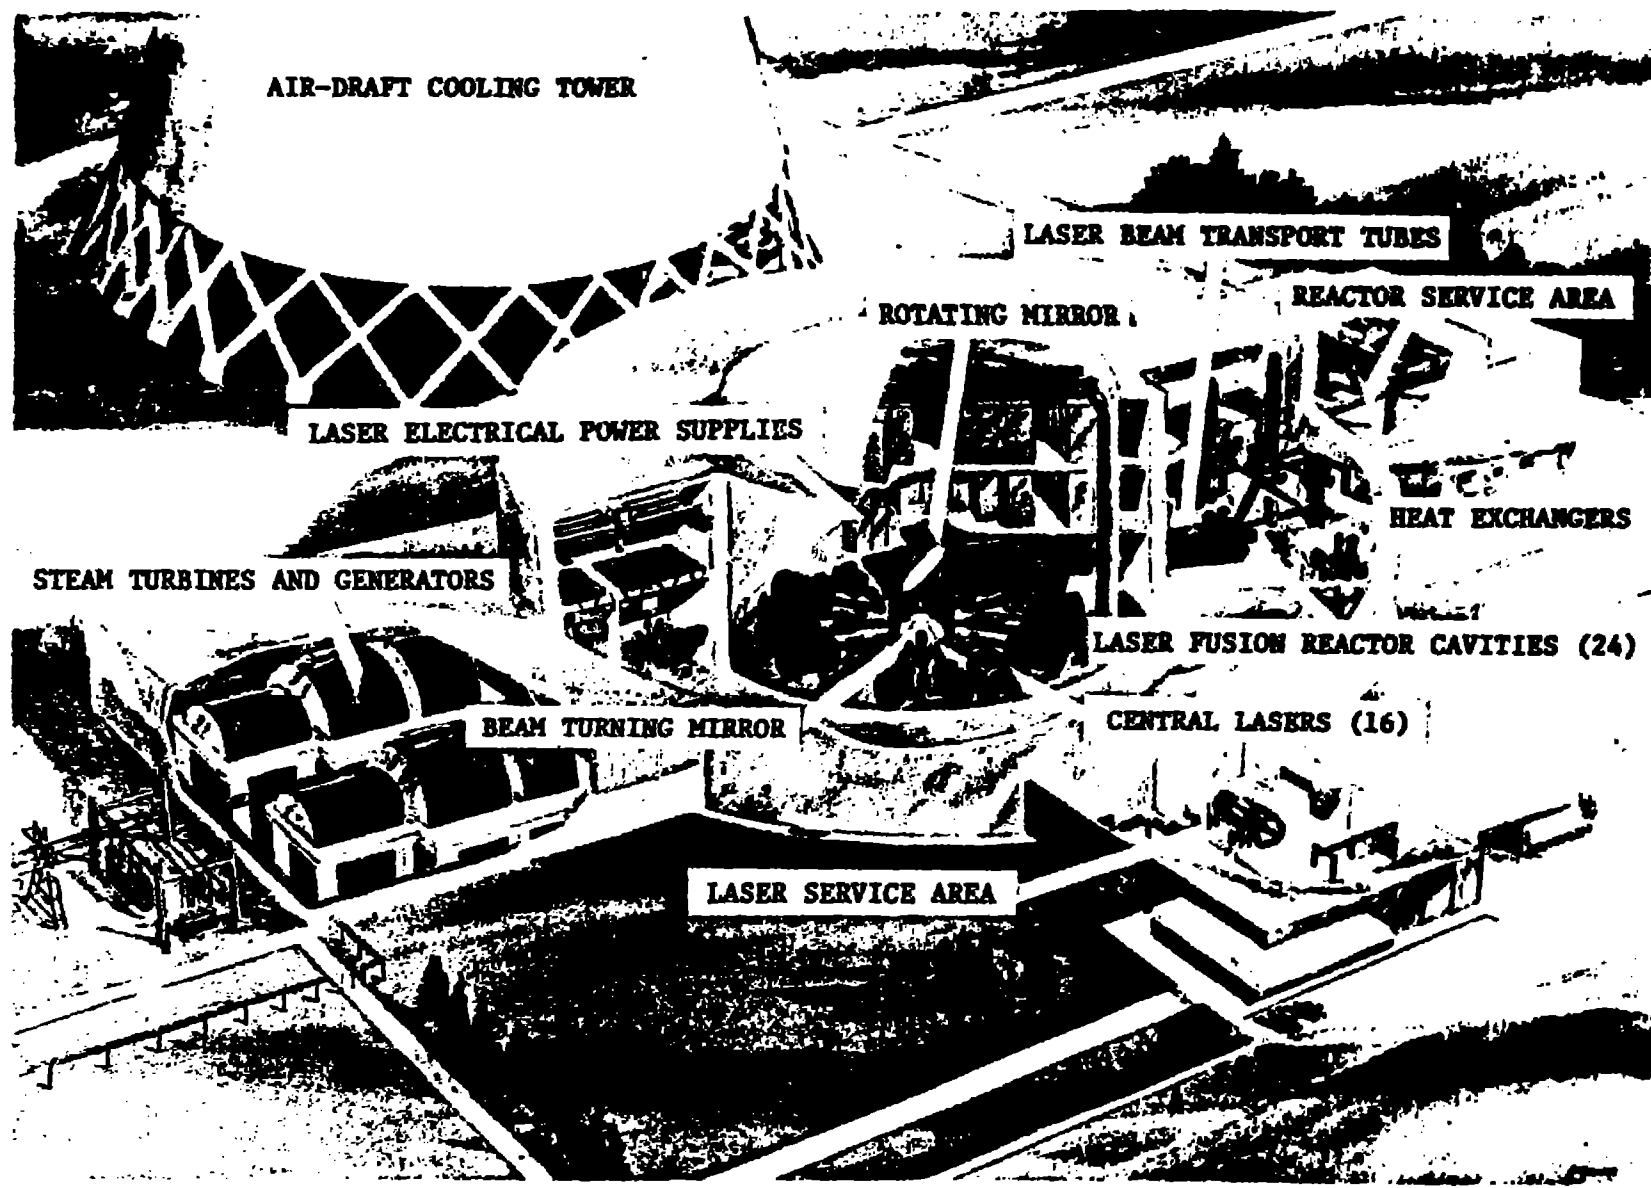 AIR-DRAFT COOLING TOWER
LASER BEAM TRANSPORT TUBES
REACTOR SERVICE AREA
ROTATING MIRROR
LASER ELECTRICAL POWER SUPPLIES
HEAT EXCHANGERS
STEAM TURBINES AND GENERATORS
LASER FUSION REACTOR CAVITIES (24)
CENTRAL LASERS (16)
BEAM TURNING MIRROR
LASER SERVICE AREA